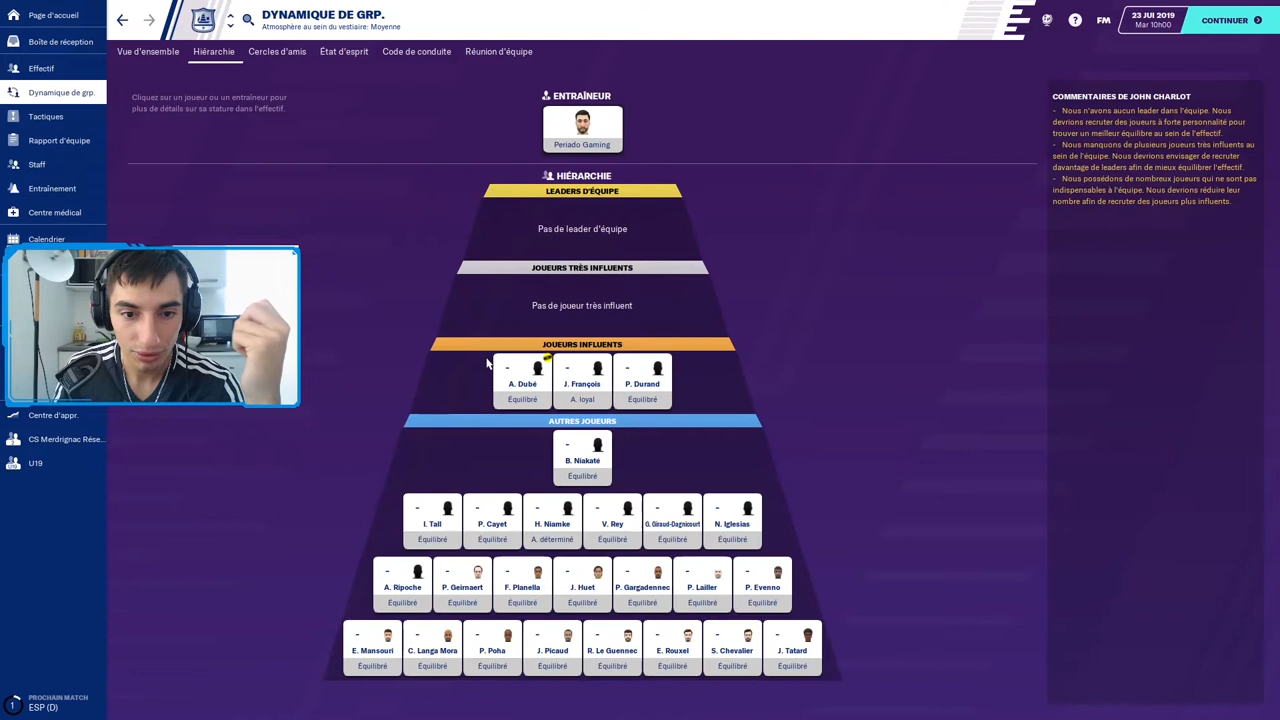 Page d'accueil
Boîte de réception
Effectif
Dynamique de grp.
Tactiques
Rapport d'équipe
Staff
Entraînement
Centre médical
Calendrier
Centre d'appr.
CS Merdrignac Rése...
U19
PROCHAIN MATCH
1
ESP (D)
DYNAMIQUE DE GRP.
Atmosphère au sein du vestiaire: Moyenne
FM
23 JUI 2019
Mar 10h00
CONTINUER
Vue d'ensemble Hiérarchie Cercles d'amis État d'esprit Code de conduite Réunion d'équipe
Cliquez sur un joueur ou un entraîneur pour
plus de détails sur sa stature dans l'effectif.
ENTRAÎNEUR
Periado Gaming
HIÉRARCHIE
LEADERS D'ÉQUIPE
Pas de leader d'équipe
JOUEURS TRÈS INFLUENTS
Pas de joueur très influent
JOUEURS INFLUENTS
- - -
A. Dubé J. François P. Durand
Équilibré A. loyal Équilibré
AUTRES JOUEURS
-
B. Niakaté
Équilibré
- - - - - -
I. Tall P. Cayet H. Niamke V. Rey G. Giraud-Dagnicourt N. Iglesias
Équilibré Équilibré A. déterminé Équilibré Équilibré Équilibré
- - - - - - -
A. Ripoche P. Geirnaert F. Planella J. Huet P. Gargadennec P. Lailler P. Evenno
Équilibré Équilibré Équilibré Équilibré Équilibré Équilibré Équilibré
- - - - - - - -
E. Mansouri C. Langa Mora P. Poha J. Picaud R. Le Guennec E. Rouxel S. Chevalier J. Tatard
Équilibré Équilibré Équilibré Équilibré Équilibré Équilibré Équilibré Équilibré
COMMENTAIRES DE JOHN CHARLOT
- Nous n'avons aucun leader dans l'équipe. Nous
devrions recruter des joueurs à forte personnalité pour
trouver un meilleur équilibre au sein de l'effectif.
- Nous manquons de plusieurs joueurs très influents au
sein de l'équipe. Nous devrions envisager de recruter
davantage de leaders afin de mieux équilibrer l'effectif.
- Nous possédons de nombreux joueurs qui ne sont pas
indispensables à l'équipe. Nous devrions réduire leur
nombre afin de recruter des joueurs plus influents.